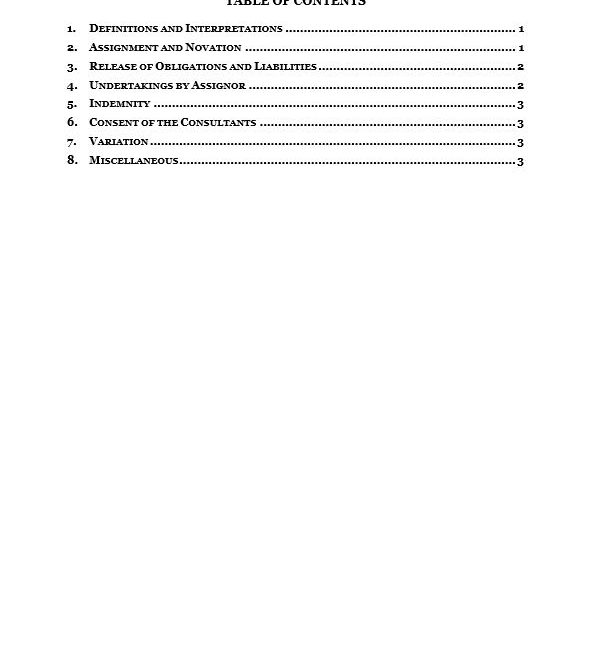 TABLE OF CONTENTS
1. Definitions and Interpretations ........................ 1
2. Assignment and Novation ........................ 1
3. Release of Obligations and Liabilities ........................ 2
4. Undertakings by Assignor ........................ 2
5. Indemnity ........................ 3
6. Consent of the Consultants ........................ 3
7. Variation ........................ 3
8. Miscellaneous ........................ 3